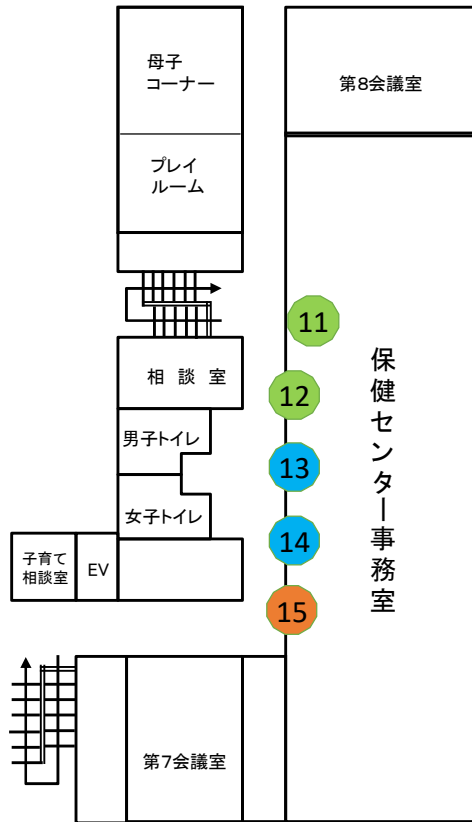 母子
コーナー
第8会議室
プレイ
ルーム
11
相 談 室
12
保健センター事務室
男子トイレ
13
女子トイレ
14
子育て
相談室
EV
15
第7会議室